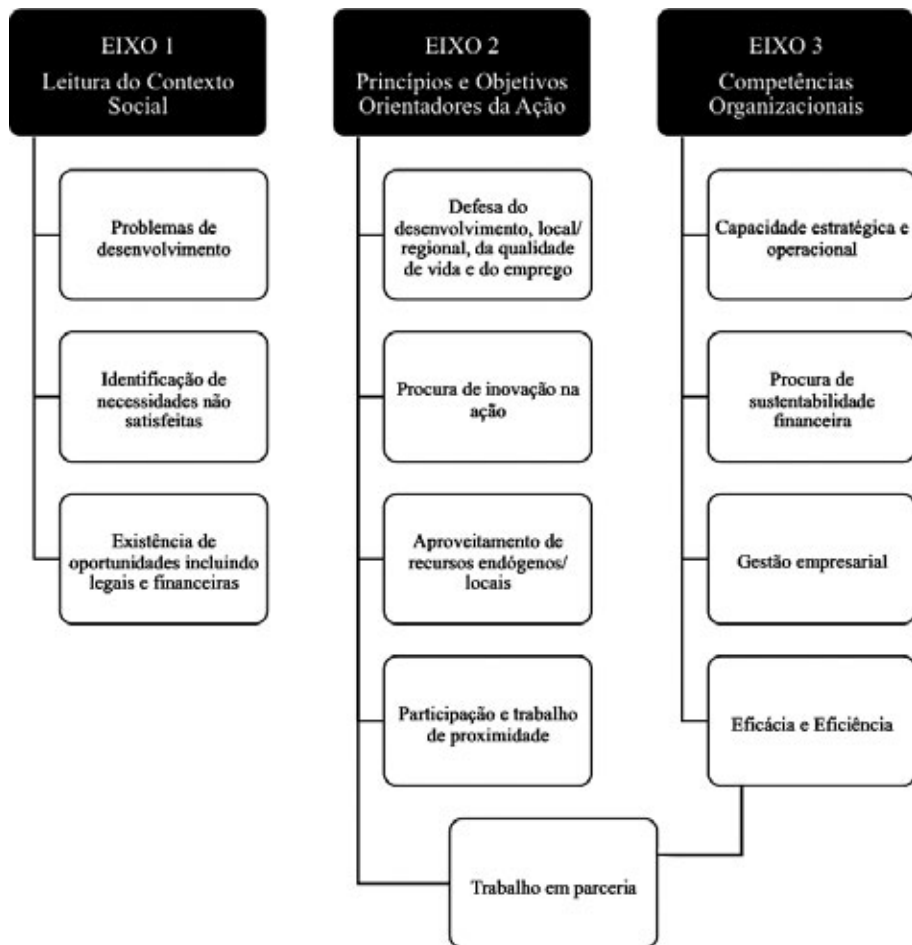 EIXO 1
Leitura do Contexto
Social
Problemas de
desenvolvimento
Identificação de
necessidades não
satisfeitas
Existência de
oportunidades incluindo
legais e financeiras
EIXO 2
Princípios e Objetivos
Orientadores da Ação
Defesa do
desenvolvimento, local/
regional, da qualidade
de vida e do emprego
Procura de inovação na
ação
Aproveitamento de
recursos endógenos/
locais
Participação e trabalho
de proximidade
Trabalho em parceria
EIXO 3
Competências
Organizacionais
Capacidade estratégica e
operacional
Procura de
sustentabilidade
financeira
Gestão empresarial
Eficácia e Eficiência